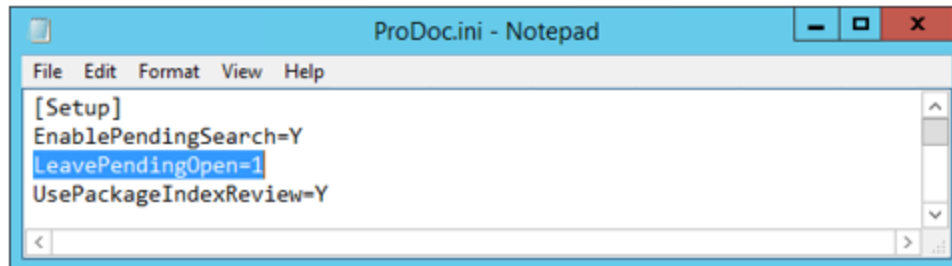 ProDoc.ini - Notepad
File Edit Format View Help
[Setup]
EnablePendingSearch=Y
LeavePendingOpen=1
UsePackageIndexReview=Y